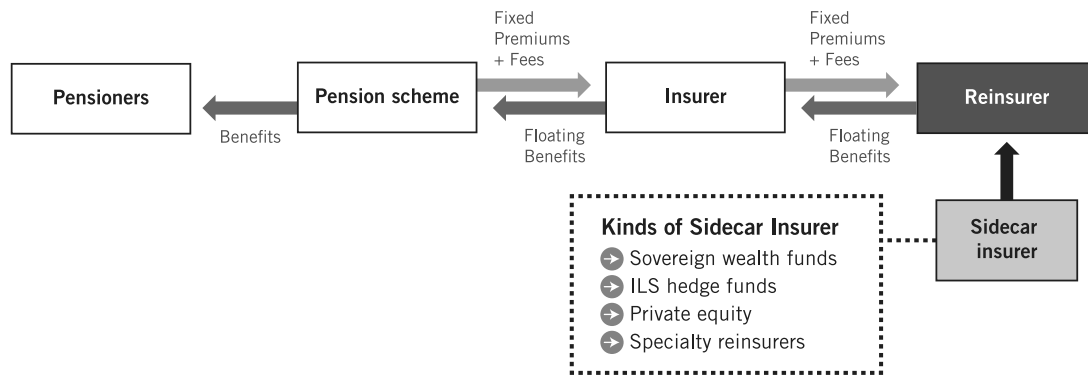 Fixed
Premiums
+ Fees
Fixed
Premiums
+ Fees
Pensioners
Pension scheme
Insurer
Reinsurer
Benefits
Floating
Benefits
Floating
Benefits
Kinds of Sidecar Insurer
Sovereign wealth funds
ILS hedge funds
Private equity
Specialty reinsurers
Sidecar
insurer